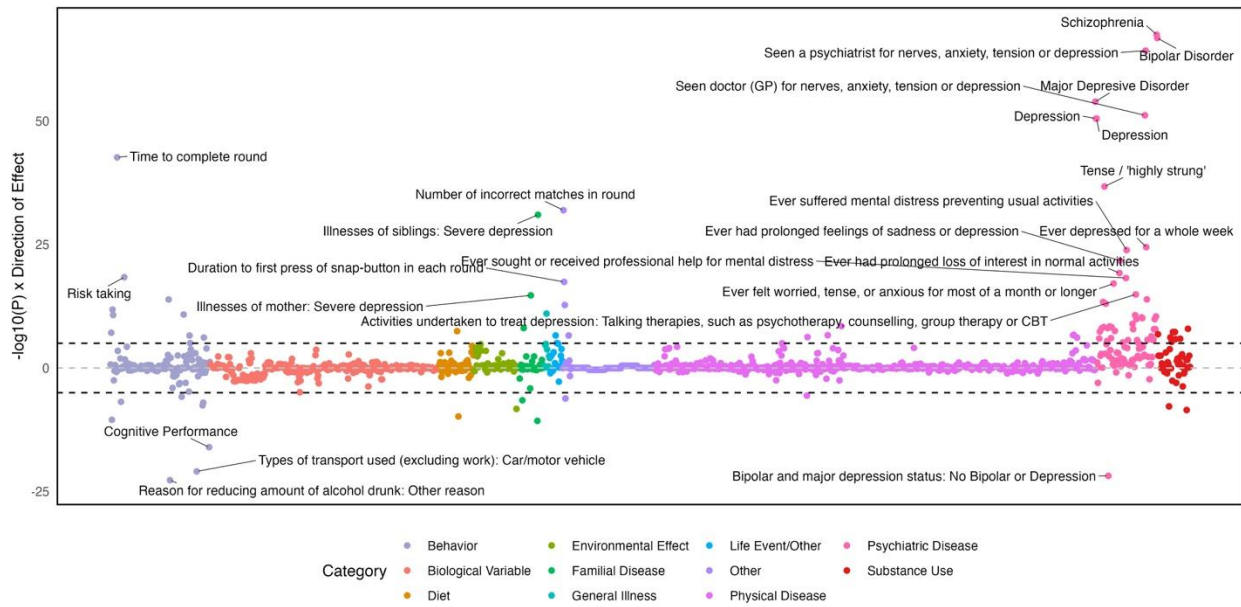 Schizophrenia
Seen a psychiatrist for nerves, anxiety, tension or depression
Bipolar Disorder
Seen doctor (GP) for nerves, anxiety, tension or depression
Major Depresive Disorder
50
Depression
Depression
Time to complete round
Tense / 'highly strung'
Number of incorrect matches in round
Ever suffered mental distress preventing usual activities
Illnesses of siblings: Severe depression
Ever had prolonged feelings of sadness or depression
Ever depressed for a whole week
25
Duration to first press of snap-button in each round
Ever sought or received professional help for mental distress
Ever had prolonged loss of interest in normal activities
Risk taking
Illnesses of mother: Severe depression
Ever felt worried, tense, or anxious for most of a month or longer
Activities undertaken to treat depression: Talking therapies, such as psychotherapy, counselling, group therapy or CBT
0
Cognitive Performance
Types of transport used (excluding work): Car/motor vehicle
Bipolar and major depression status: No Bipolar or Depression
Reason for reducing amount of alcohol drunk: Other reason
-25
-log10(P) x Direction of Effect
Category
Behavior
Environmental Effect
Life Event/Other
Psychiatric Disease
Biological Variable
Familial Disease
Other
Substance Use
Diet
General Illness
Physical Disease